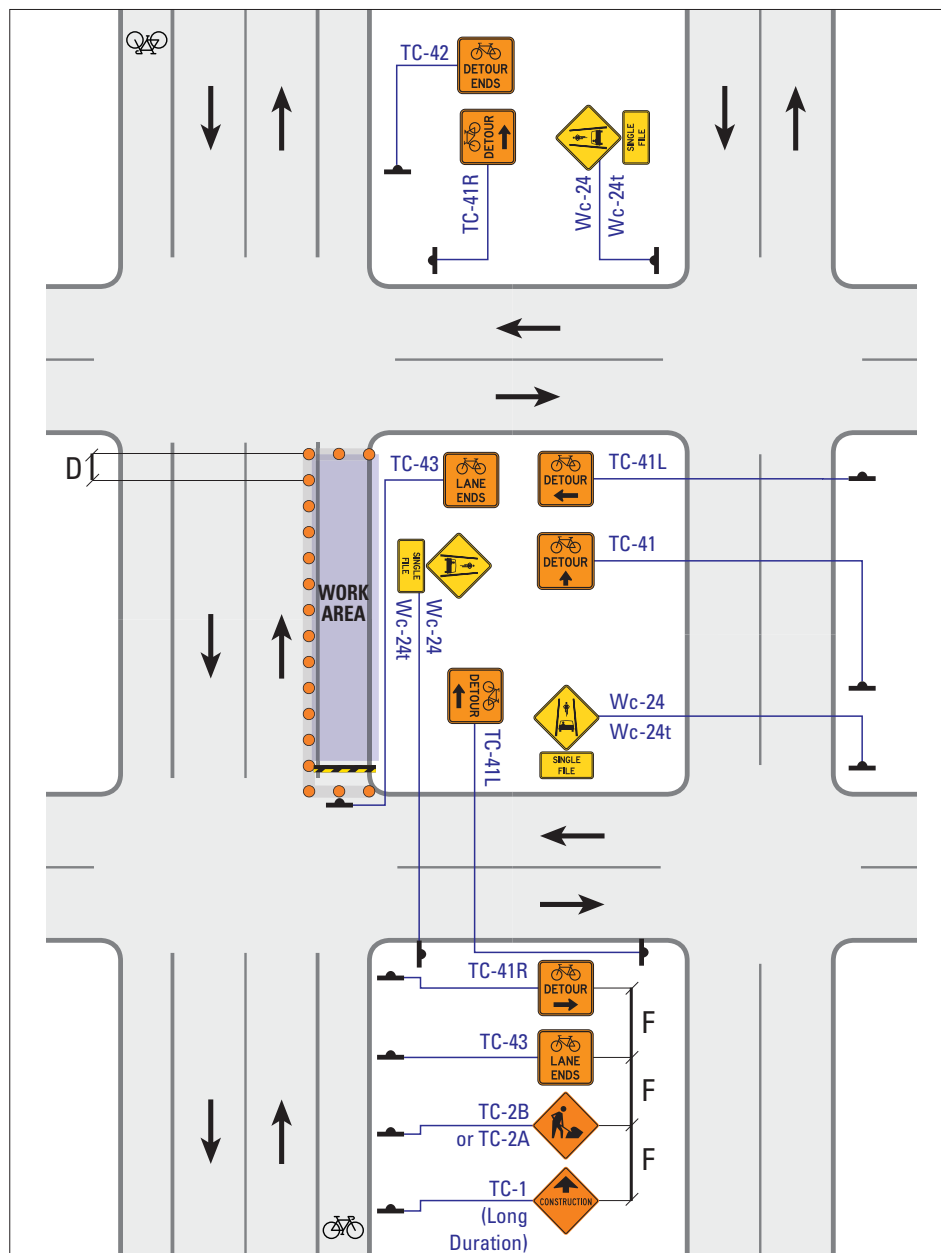 TC-42
DETOUR
ENDS
DETOUR
TC-41R
SINGLE
FILE
Wc-24
Wc-24t
D
TC-43
LANE
ENDS
DETOUR
TC-41L
DETOUR
TC-41
WORK
AREA
SINGLE
FILE
Wc-24t
Wc-24
DETOUR
TC-41L
Wc-24
Wc-24t
SINGLE
FILE
TC-41R
DETOUR
F
TC-43
LANE
ENDS
F
TC-2B
or TC-2A
F
TC-1
(Long
Duration)
CONSTRUCTION